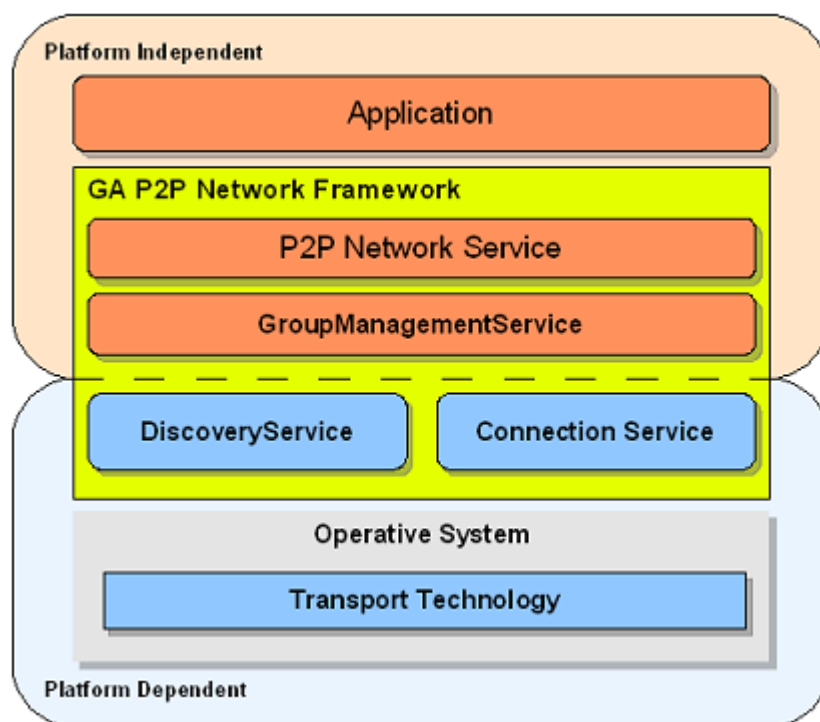 Platform Independent
Application
GA P2P Network Framework
P2P Network Service
GroupManagementService
DiscoveryService
Connection Service
Operative System
Transport Technology
Platform Dependent